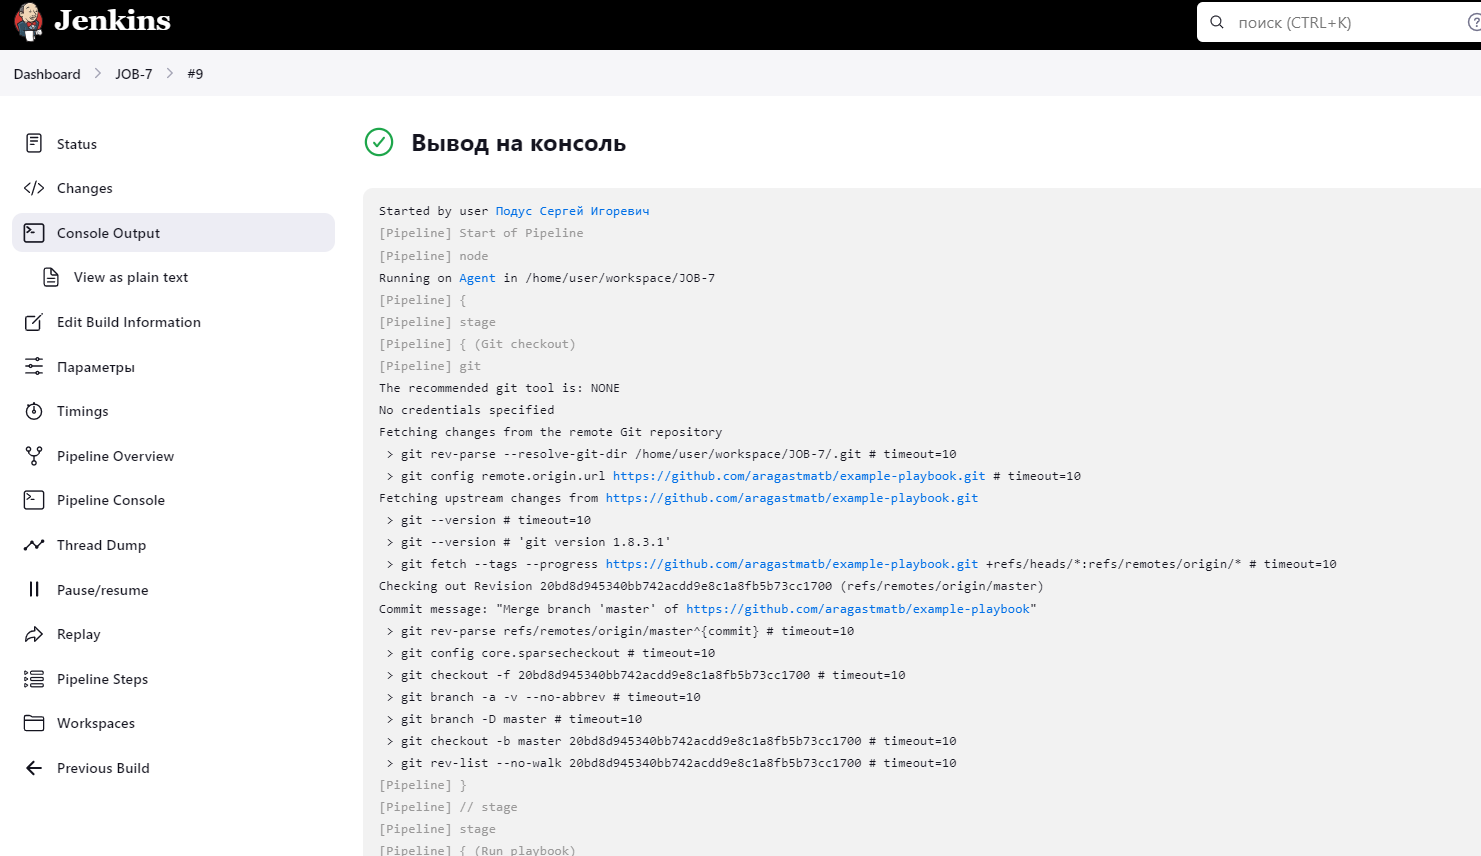 Jenkins
поиск (CTRL+K)
Dashboard > JOB-7 > #9
Status
Changes
Console Output
View as plain text
Edit Build Information
Параметры
Timings
Pipeline Overview
Pipeline Console
Thread Dump
Pause/resume
Replay
Pipeline Steps
Workspaces
Previous Build
Вывод на консоль
Started by user Подус Сергей Игоревич
[Pipeline] Start of Pipeline
[Pipeline] node
Running on Agent in /home/user/workspace/JOB-7
[Pipeline] {
[Pipeline] stage
[Pipeline] { (Git checkout)
[Pipeline] git
The recommended git tool is: NONE
No credentials specified
Fetching changes from the remote Git repository
> git rev-parse --resolve-git-dir /home/user/workspace/JOB-7/.git # timeout=10
> git config remote.origin.url https://github.com/aragastmatb/example-playbook.git # timeout=10
Fetching upstream changes from https://github.com/aragastmatb/example-playbook.git
> git --version # timeout=10
> git --version # 'git version 1.8.3.1'
> git fetch --tags --progress https://github.com/aragastmatb/example-playbook.git +refs/heads/*:refs/remotes/origin/* # timeout=10
Checking out Revision 20bd8d945340bb742acdd9e8c1a8fb5b73cc1700 (refs/remotes/origin/master)
Commit message: "Merge branch 'master' of https://github.com/aragastmatb/example-playbook"
> git rev-parse refs/remotes/origin/master^{commit} # timeout=10
> git config core.sparsecheckout # timeout=10
> git checkout -f 20bd8d945340bb742acdd9e8c1a8fb5b73cc1700 # timeout=10
> git branch -a -v --no-abbrev # timeout=10
> git branch -D master # timeout=10
> git checkout -b master 20bd8d945340bb742acdd9e8c1a8fb5b73cc1700 # timeout=10
> git rev-list --no-walk 20bd8d945340bb742acdd9e8c1a8fb5b73cc1700 # timeout=10
[Pipeline] }
[Pipeline] // stage
[Pipeline] stage
[Pipeline] { (Run playbook)